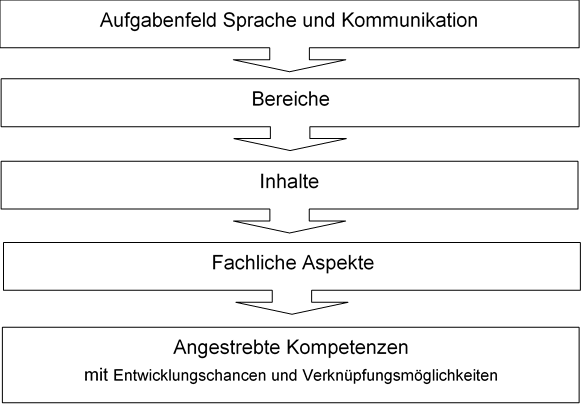 Aufgabenfeld Sprache und Kommunikation
Bereiche
Inhalte
Fachliche Aspekte
Angestrebte Kompetenzen
mit Entwicklungschancen und Verknüpfungsmöglichkeiten